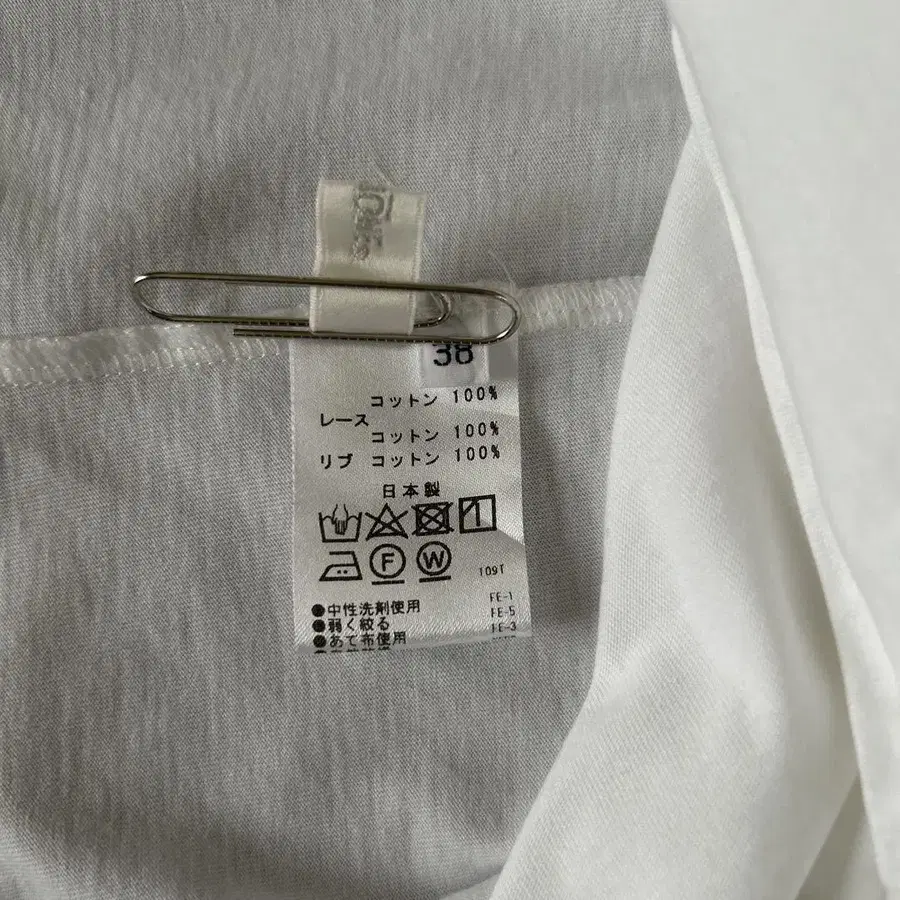 38
コットン 100%
レース
コットン 100%
リブ コットン 100%
日本製
F W
109T
●中性洗剤使用 FE-1
●弱く絞る FE-5
●あて布使用 FE-3